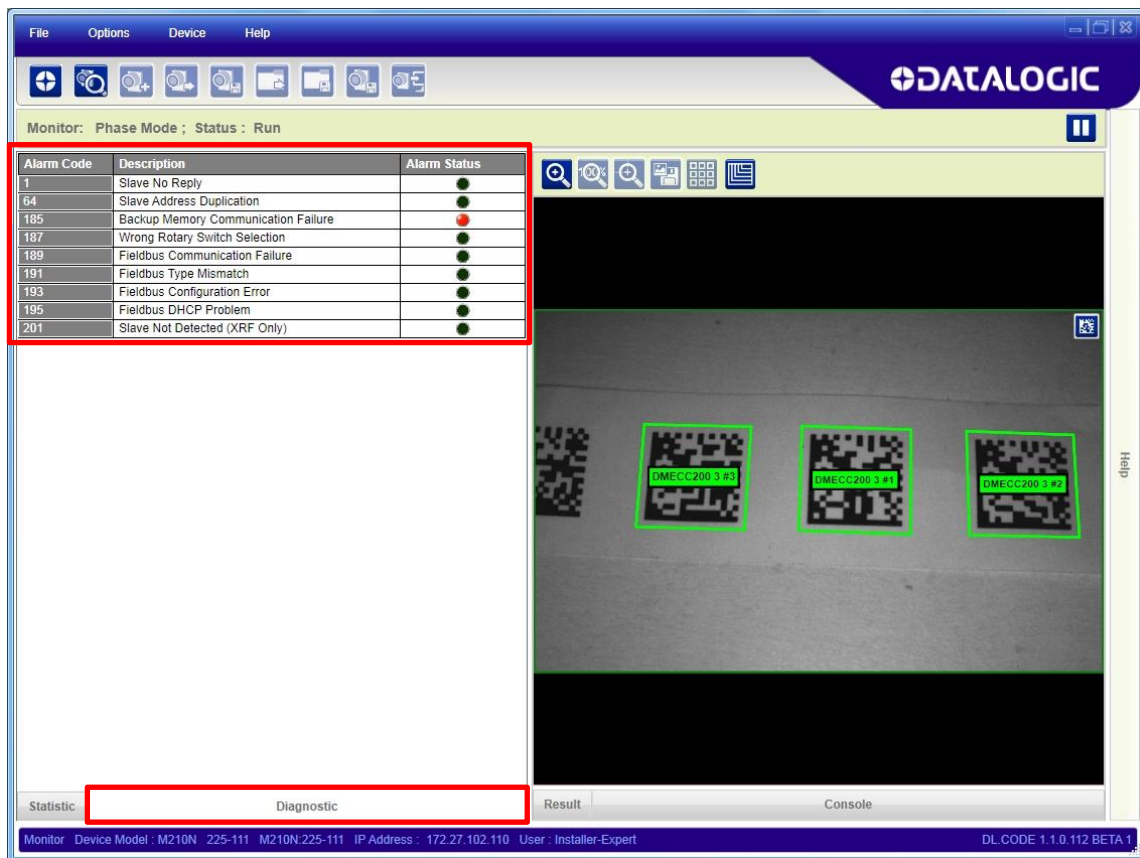 File Options Device Help
DATALOGIC
Monitor: Phase Mode ; Status : Run
Alarm Code Description Alarm Status
1 Slave No Reply
64 Slave Address Duplication
185 Backup Memory Communication Failure
187 Wrong Rotary Switch Selection
189 Fieldbus Communication Failure
191 Fieldbus Type Mismatch
193 Fieldbus Configuration Error
195 Fieldbus DHCP Problem
201 Slave Not Detected (XRF Only)
100%
DMECC200 3 #3
DMECC200 3 #1
DMECC200 3 #2
Help
Statistic Diagnostic
Result Console
Monitor Device Model : M210N 225-111 M210N:225-111 IP Address : 172.27.102.110 User : Installer-Expert DL.CODE 1.1.0.112 BETA 1